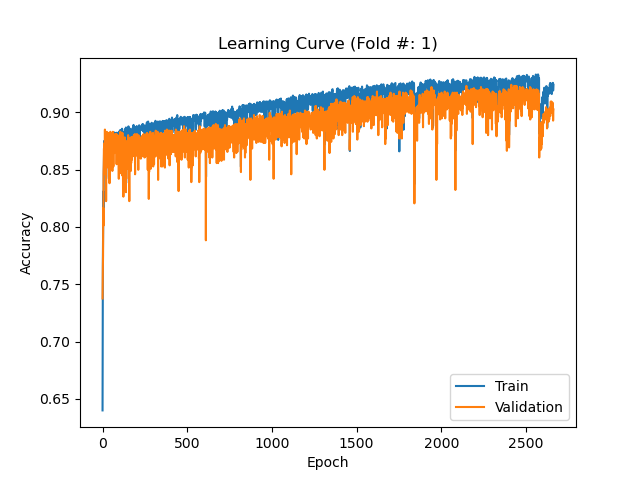 Learning Curve (Fold #: 1)
0.90
0.85
0.80
0.75
0.70
0.65
Accuracy
Train
Validation
0 500 1000 1500 2000 2500
Epoch